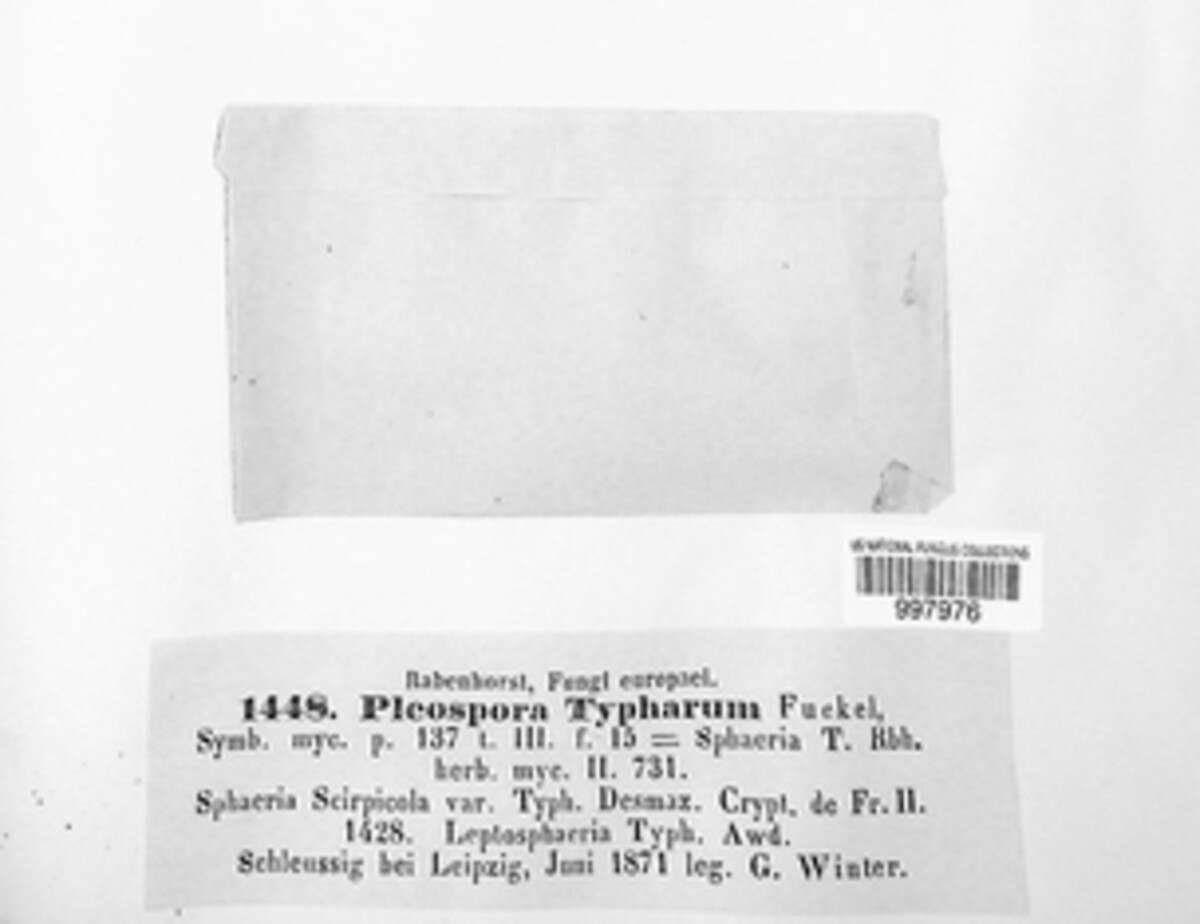 US NATIONAL FUNGUS COLLECTIONS
997976
Rabenhorst, Fungi europaei.
1448. Pleospora Typharum Fuckel,
Symb. myc. p. 137 t. III. f. 15 = Sphaeria T. Rbh.
herb. myc. II. 731.
Sphaeria Scirpicola var. Typh. Desmaz. Crypt. de Fr. II.
1428. Leptosphaeria Typh. Awd.
Schleussig bei Leipzig, Juni 1871 leg. G. Winter.